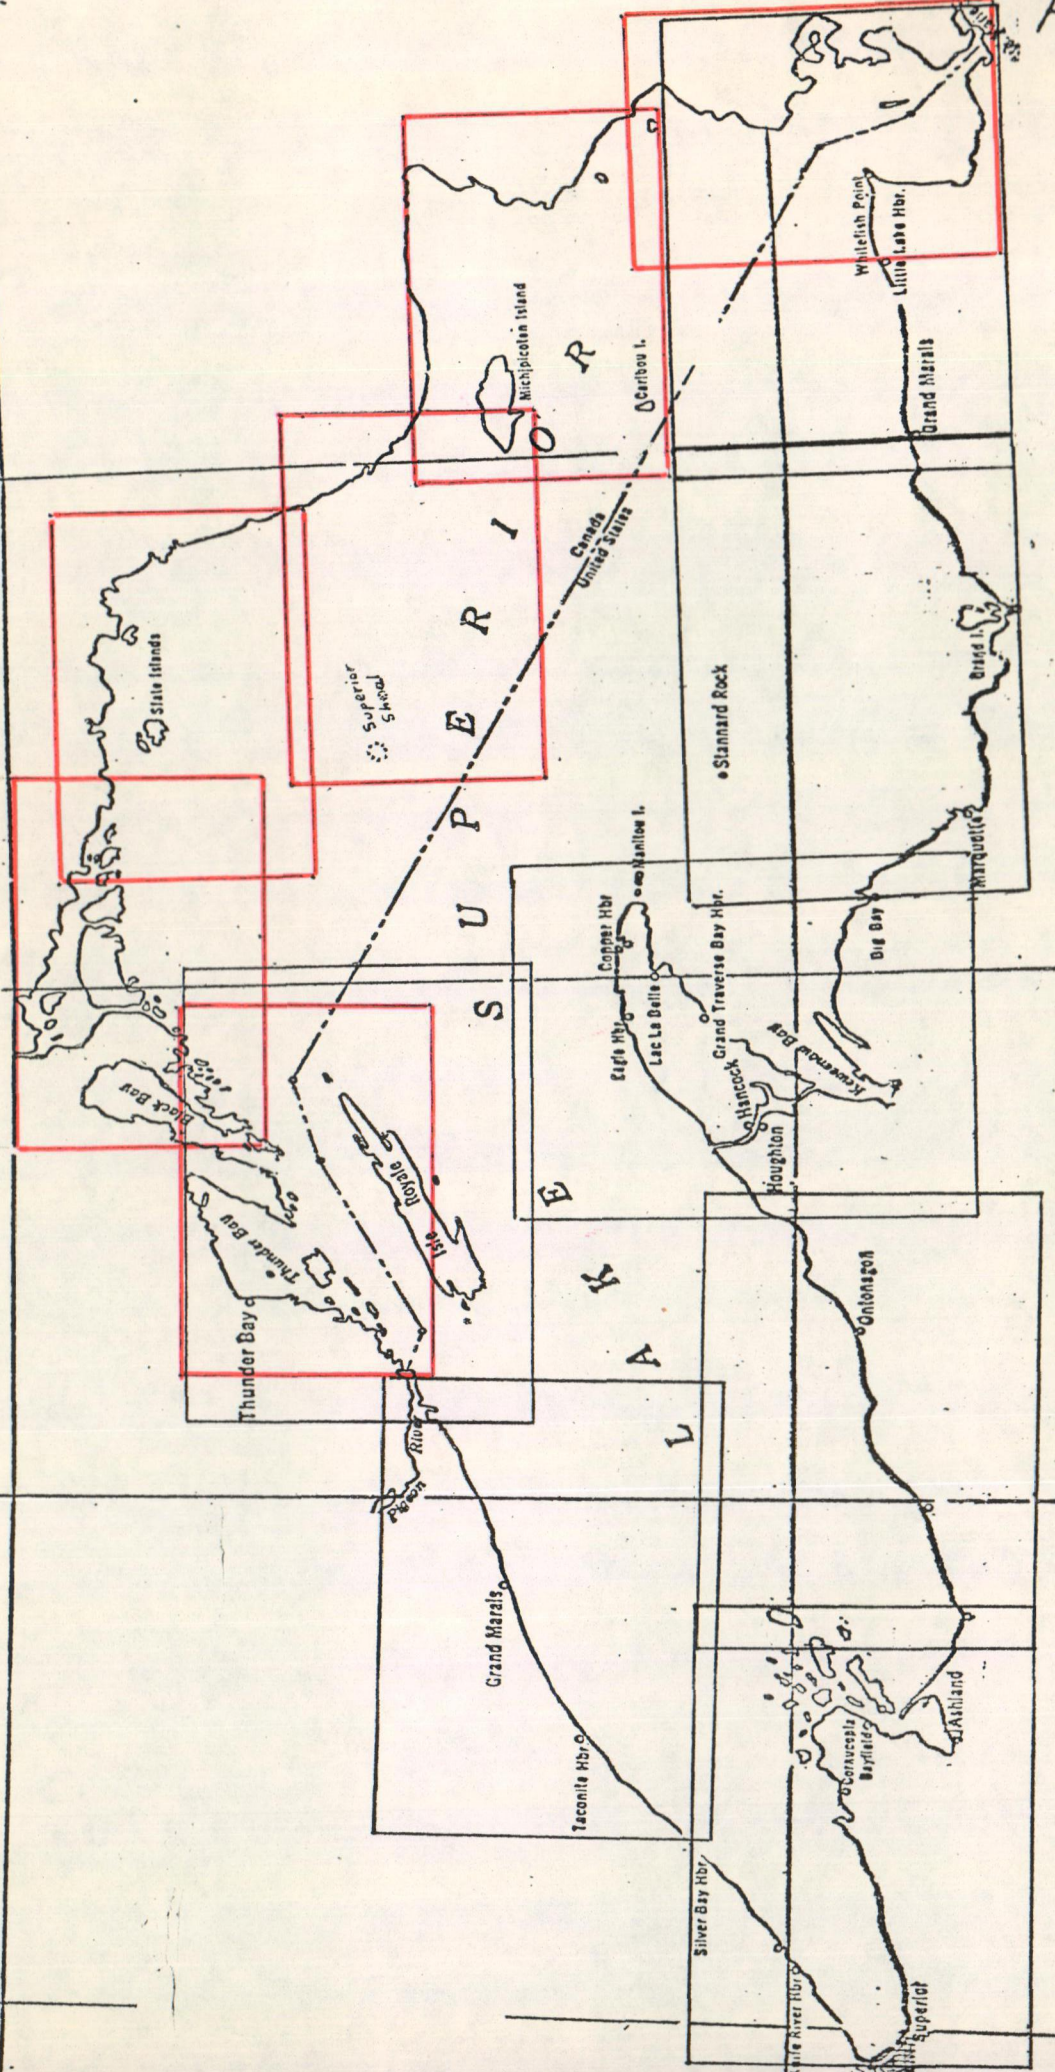 LAKE SUPERIOR
Canada
United States
Thunder Bay
Thunder Bay
Black Bay
Isle Royale
Slate Islands
Superior
Shoal
Michipicoten Island
Caribou I.
Whitefish Point
Little Lake Hbr.
Grand Marais
Grand I.
Stannard Rock
Marquette
Big Bay
Keweenaw Bay
Manitou I.
Copper Hbr
Eagle Hbr
Lac La Belle
Grand Traverse Bay Hbr.
Hancock
Houghton
Ontonagon
Pigeon River
Grand Marais
Taconite Hbr.
Silver Bay Hbr.
River Hbr
Cornucopia
Bayfield
Ashland
Superior